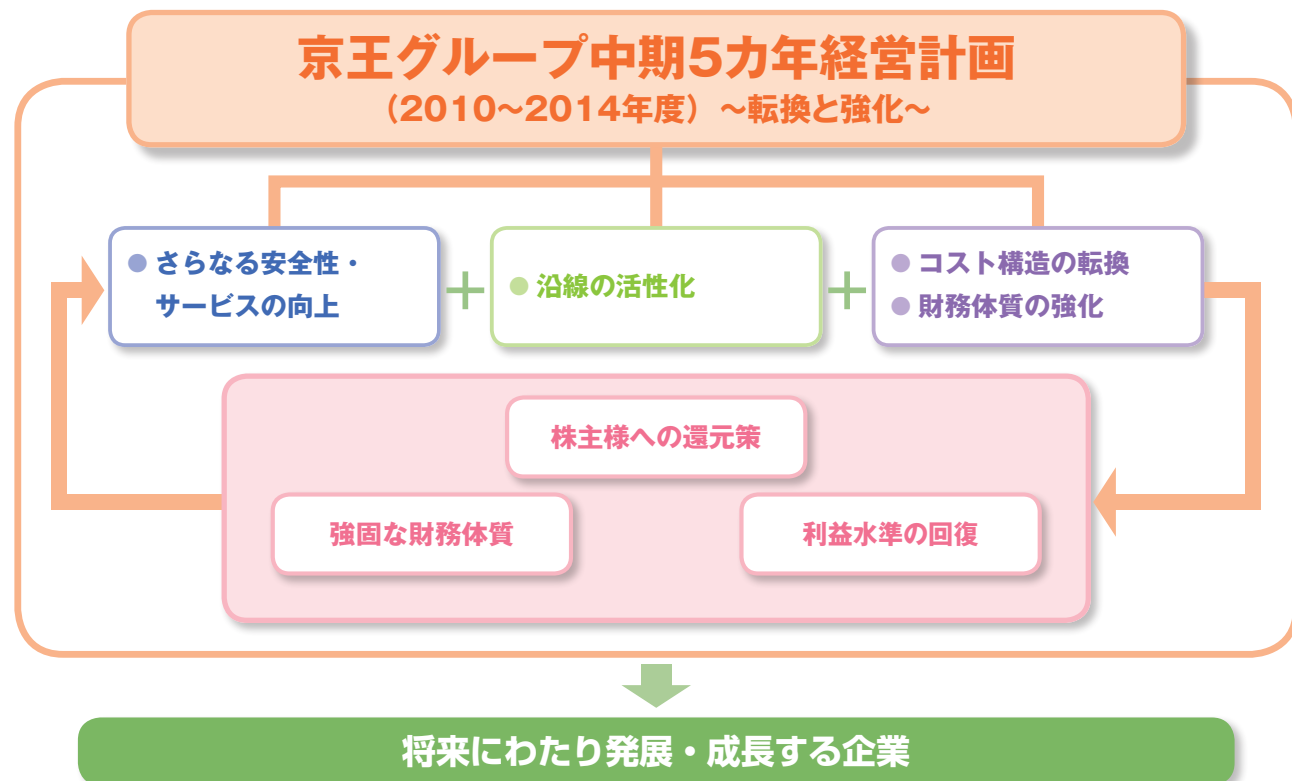 京王グループ中期5カ年経営計画
（2010〜2014年度）〜転換と強化〜
● さらなる安全性・
サービスの向上
+
● 沿線の活性化
+
● コスト構造の転換
● 財務体質の強化
株主様への還元策
強固な財務体質
利益水準の回復
将来にわたり発展・成長する企業